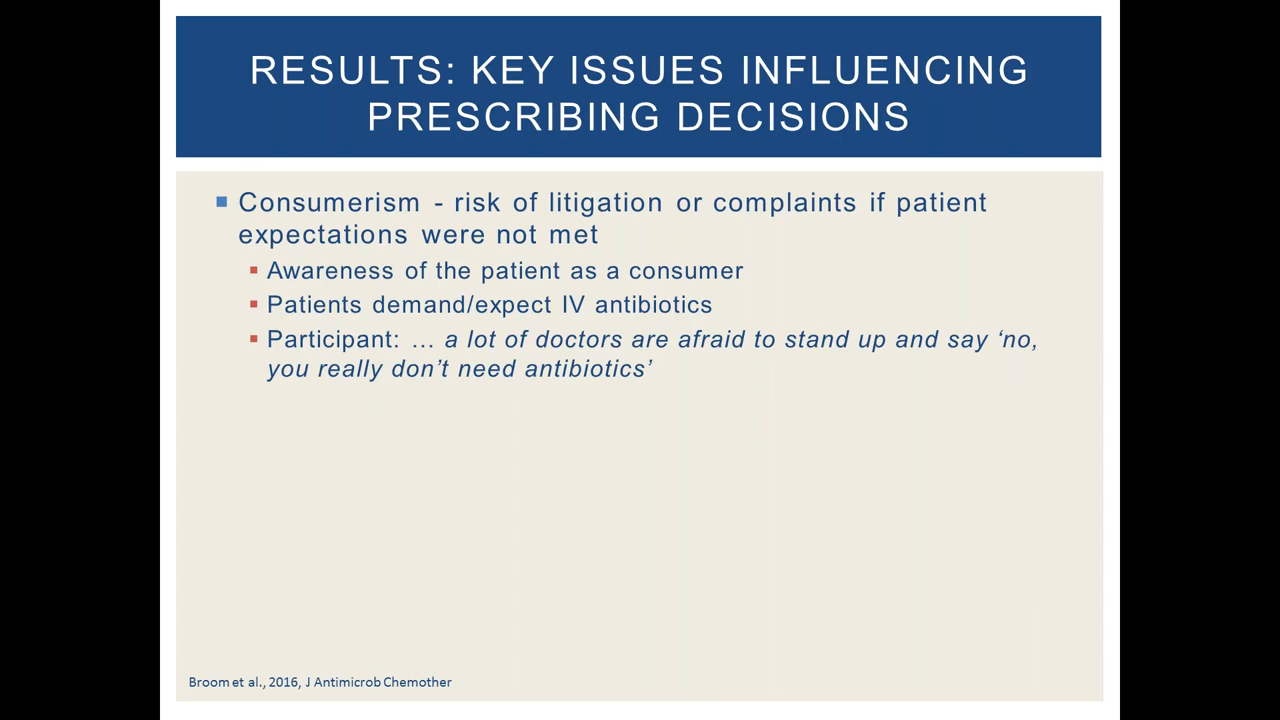 RESULTS: KEY ISSUES INFLUENCING
PRESCRIBING DECISIONS
Consumerism - risk of litigation or complaints if patient
expectations were not met
Awareness of the patient as a consumer
Patients demand/expect IV antibiotics
Participant: … a lot of doctors are afraid to stand up and say ‘no,
you really don’t need antibiotics’
Broom et al., 2016, J Antimicrob Chemother